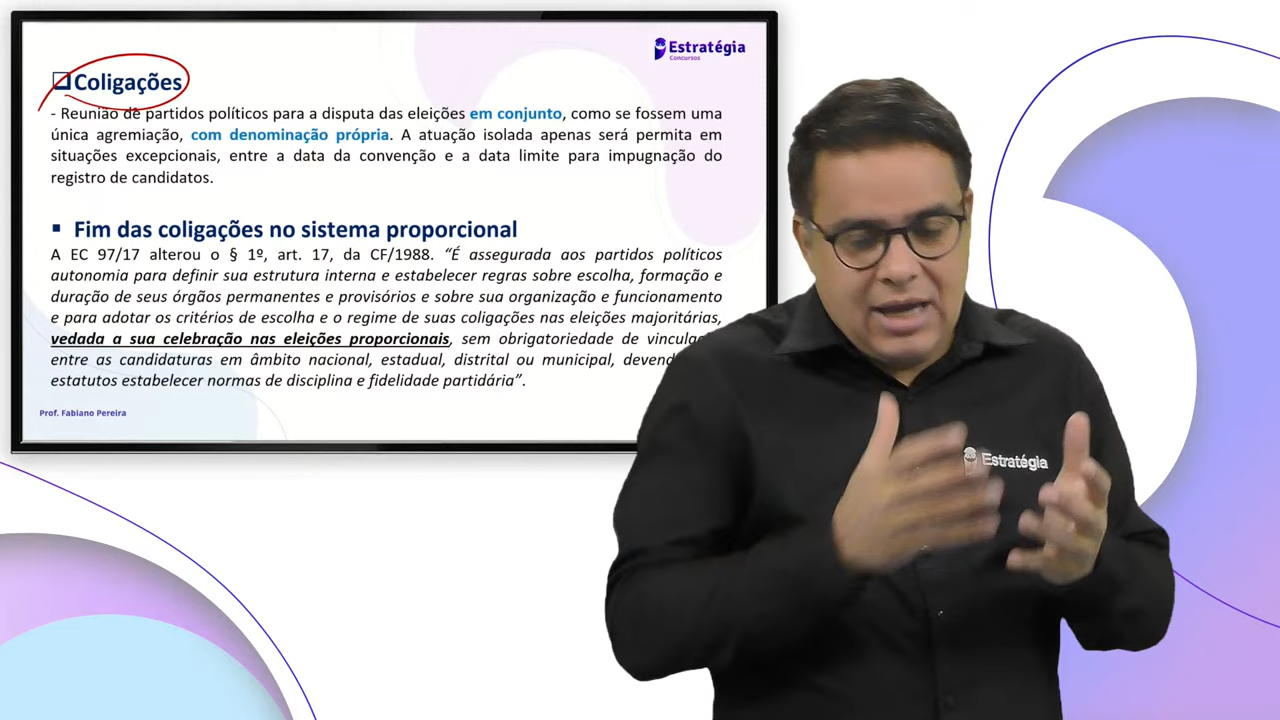 Estratégia
Concursos
Coligações
- Reunião de partidos políticos para a disputa das eleições em conjunto, como se fossem uma
única agremiação, com denominação própria. A atuação isolada apenas será permita em
situações excepcionais, entre a data da convenção e a data limite para impugnação do
registro de candidatos.
▪ Fim das coligações no sistema proporcional
A EC 97/17 alterou o § 1º, art. 17, da CF/1988. “É assegurada aos partidos políticos
autonomia para definir sua estrutura interna e estabelecer regras sobre escolha, formação e
duração de seus órgãos permanentes e provisórios e sobre sua organização e funcionamento
e para adotar os critérios de escolha e o regime de suas coligações nas eleições majoritárias,
vedada a sua celebração nas eleições proporcionais, sem obrigatoriedade de
entre as candidaturas em âmbito nacional, estadual, distrital ou municipal,
estatutos estabelecer normas de disciplina e fidelidade partidária”.
Prof. Fabiano Pereira
Estratégia